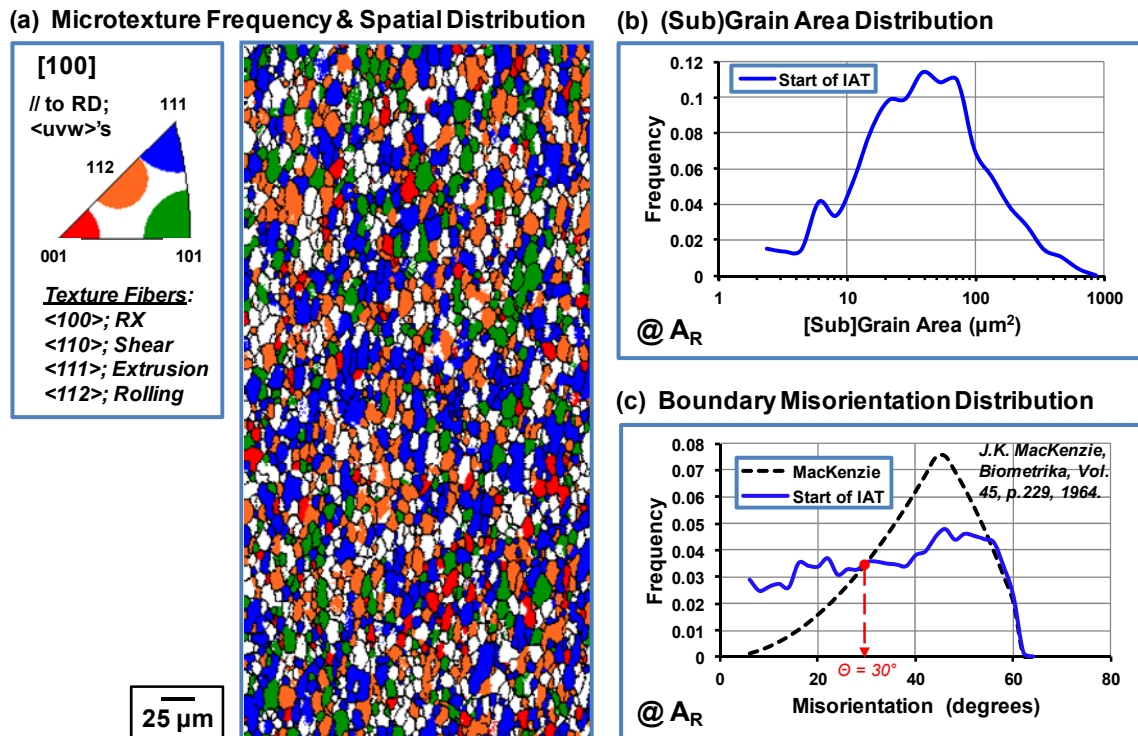 (a) Microtexture Frequency & Spatial Distribution
[100]
// to RD;
<uvw>'s
111
112
001
101
Texture Fibers:
<100>; RX
<110>; Shear
<111>; Extrusion
<112>; Rolling
25 µm
(b) (Sub)Grain Area Distribution
Start of IAT
Frequency
0.12
0.1
0.08
0.06
0.04
0.02
0
1
10
100
1000
@ AR
[Sub]Grain Area (µm²)
(c) Boundary Misorientation Distribution
MacKenzie
Start of IAT
J.K. MacKenzie,
Biometrika, Vol.
45, p.229, 1964.
Frequency
0.08
0.07
0.06
0.05
0.04
0.03
0.02
0.01
0
0
20
40
60
80
Θ = 30°
@ AR
Misorientation (degrees)